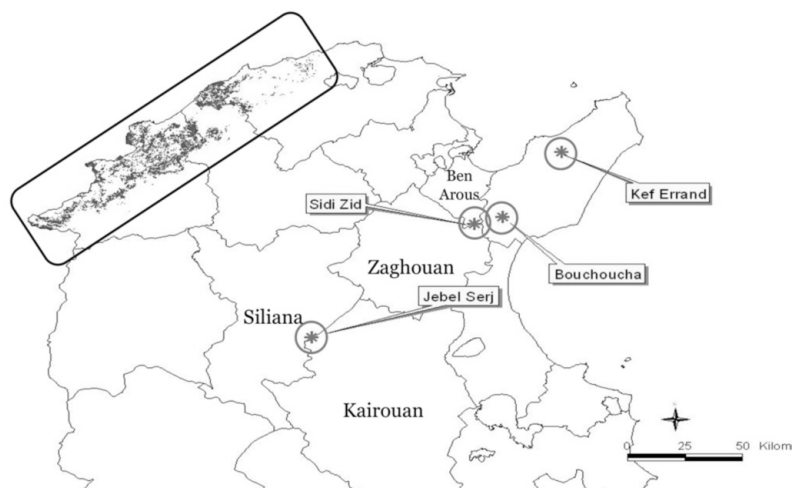 Ben
Arous
Kef Errand
Sidi Zid
Zaghouan
Bouchoucha
Jebel Serj
Siliana
Kairouan
0 25 50 Kilom